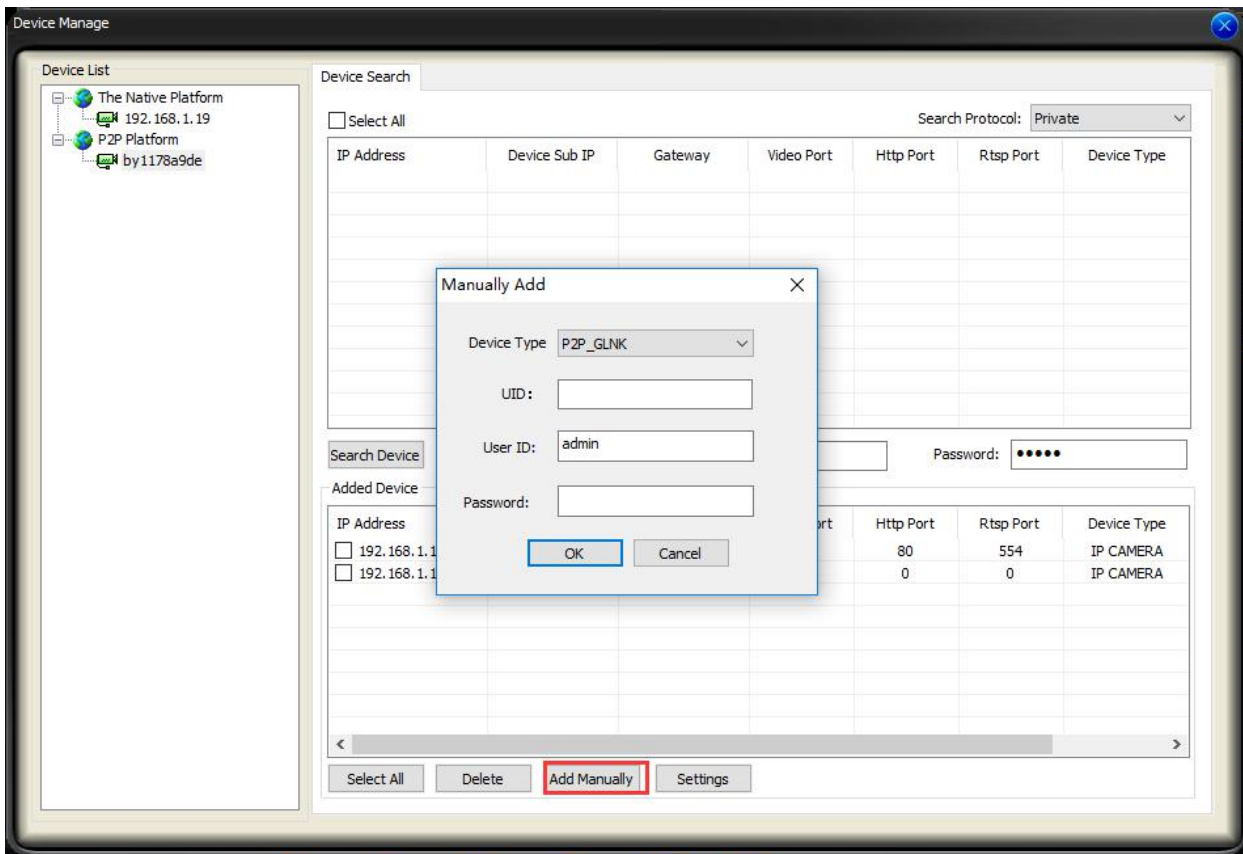 Device Manage
Device List
The Native Platform
192.168.1.19
P2P Platform
by1178a9de
Device Search
Select All
Search Protocol: Private
IP Address Device Sub IP Gateway Video Port Http Port Rtsp Port Device Type
Manually Add
Device Type P2P_GLNK
UID:
User ID: admin
Password:
OK Cancel
Search Device
Password: •••••
Added Device
IP Address Http Port Rtsp Port Device Type
192.168.1.1 80 554 IP CAMERA
192.168.1.1 0 0 IP CAMERA
Select All Delete Add Manually Settings